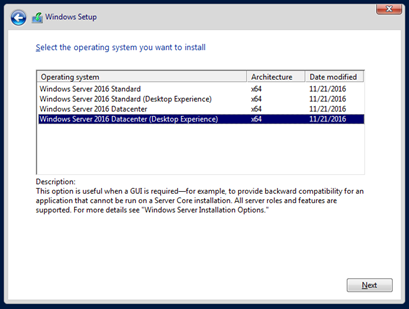 Windows Setup
Select the operating system you want to install
Operating system Architecture Date modified
Windows Server 2016 Standard x64 11/21/2016
Windows Server 2016 Standard (Desktop Experience) x64 11/21/2016
Windows Server 2016 Datacenter x64 11/21/2016
Windows Server 2016 Datacenter (Desktop Experience) x64 11/21/2016
Description:
This option is useful when a GUI is required—for example, to provide backward compatibility for an
application that cannot be run on a Server Core installation. All server roles and features are
supported. For more details see "Windows Server Installation Options."
Next